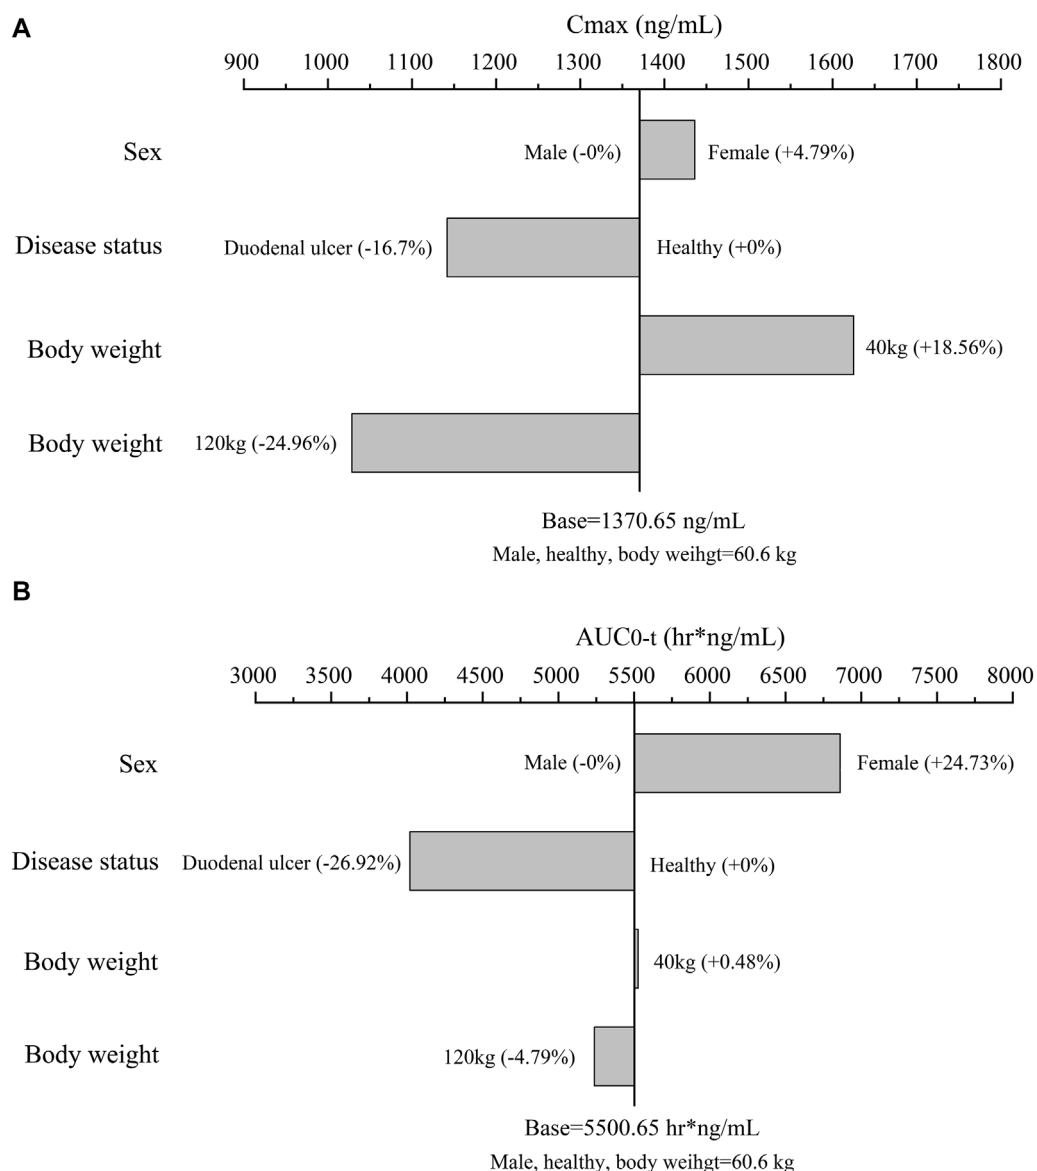 A
Cmax (ng/mL)
900 1000 1100 1200 1300 1400 1500 1600 1700 1800
Sex Male (-0%) Female (+4.79%)
Disease status Duodenal ulcer (-16.7%) Healthy (+0%)
Body weight 40kg (+18.56%)
Body weight 120kg (-24.96%)
Base=1370.65 ng/mL
Male, healthy, body weihgt=60.6 kg
B
AUC0-t (hr*ng/mL)
3000 3500 4000 4500 5000 5500 6000 6500 7000 7500 8000
Sex Male (-0%) Female (+24.73%)
Disease status Duodenal ulcer (-26.92%) Healthy (+0%)
Body weight 40kg (+0.48%)
Body weight 120kg (-4.79%)
Base=5500.65 hr*ng/mL
Male, healthy, body weihgt=60.6 kg